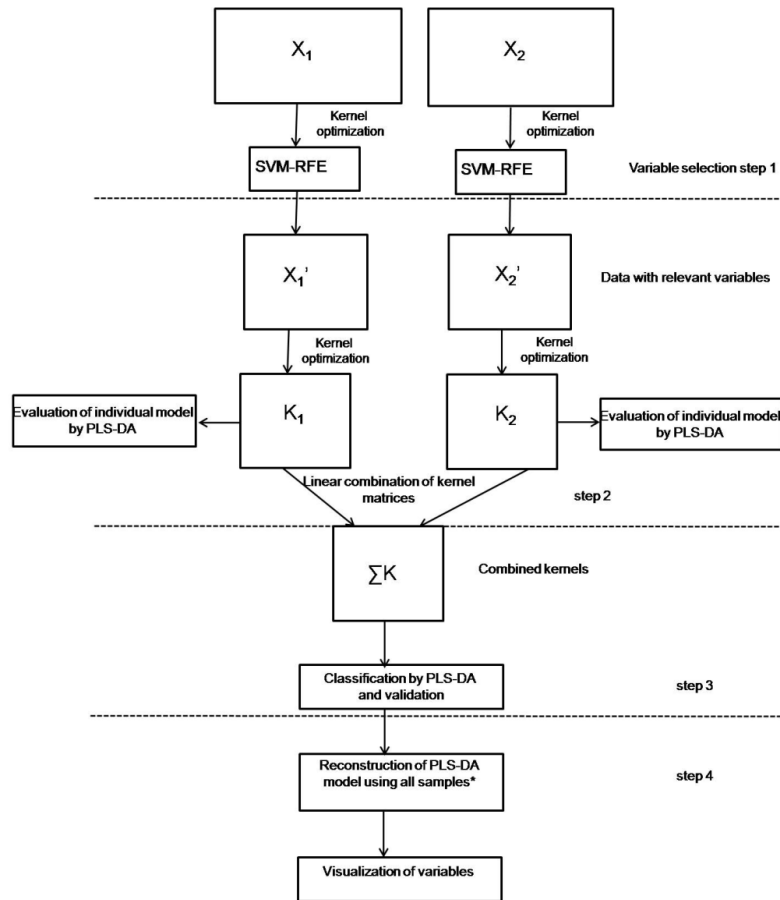 X₁
X₂
Kernel
optimization
Kernel
optimization
SVM-RFE
SVM-RFE
Variable selection step 1
X₁’
X₂’
Data with relevant variables
Kernel
optimization
Kernel
optimization
K₁
K₂
Evaluation of individual model
by PLS-DA
Evaluation of individual model
by PLS-DA
Linear combination of kernel
matrices
step 2
∑K
Combined kernels
Classification by PLS-DA
and validation
step 3
Reconstruction of PLS-DA
model using all samples*
step 4
Visualization of variables